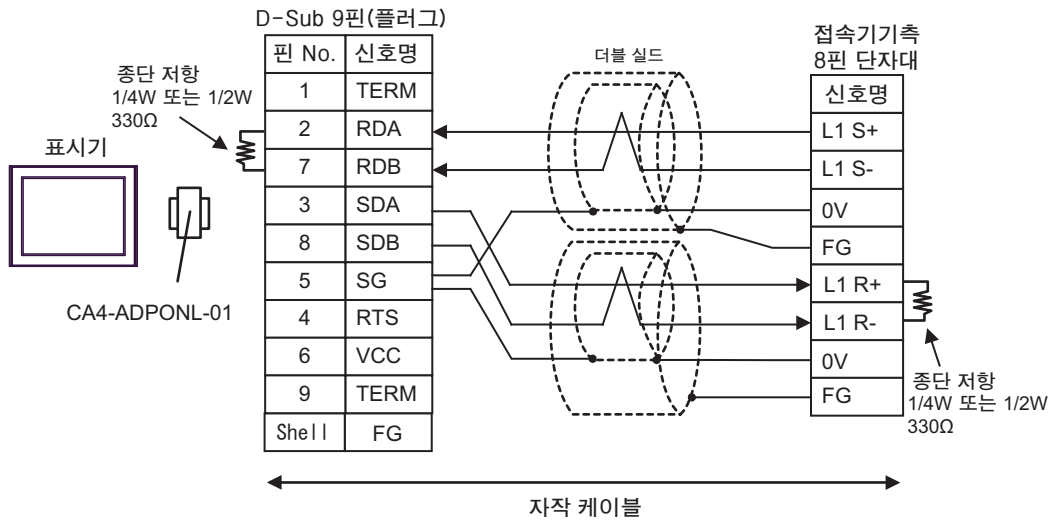 D-Sub 9핀(플러그)
핀 No. 신호명
1 TERM
2 RDA
7 RDB
3 SDA
8 SDB
5 SG
4 RTS
6 VCC
9 TERM
Shell FG
종단 저항
1/4W 또는 1/2W
330Ω
표시기
CA4-ADPONL-01
더블 실드
접속기기측
8핀 단자대
신호명
L1 S+
L1 S-
0V
FG
L1 R+
L1 R-
0V
FG
종단 저항
1/4W 또는 1/2W
330Ω
자작 케이블